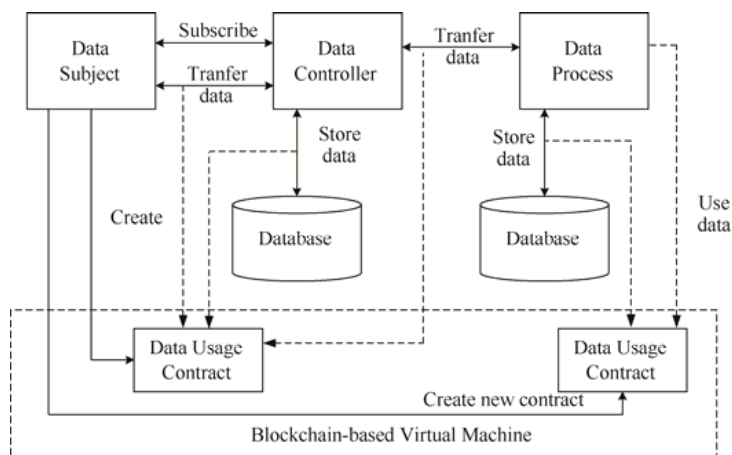 Data
Subject
Subscribe
Tranfer
data
Data
Controller
Tranfer
data
Data
Process
Store
data
Store
data
Create
Database
Database
Use
data
Data Usage
Contract
Data Usage
Contract
Create new contract
Blockchain-based Virtual Machine